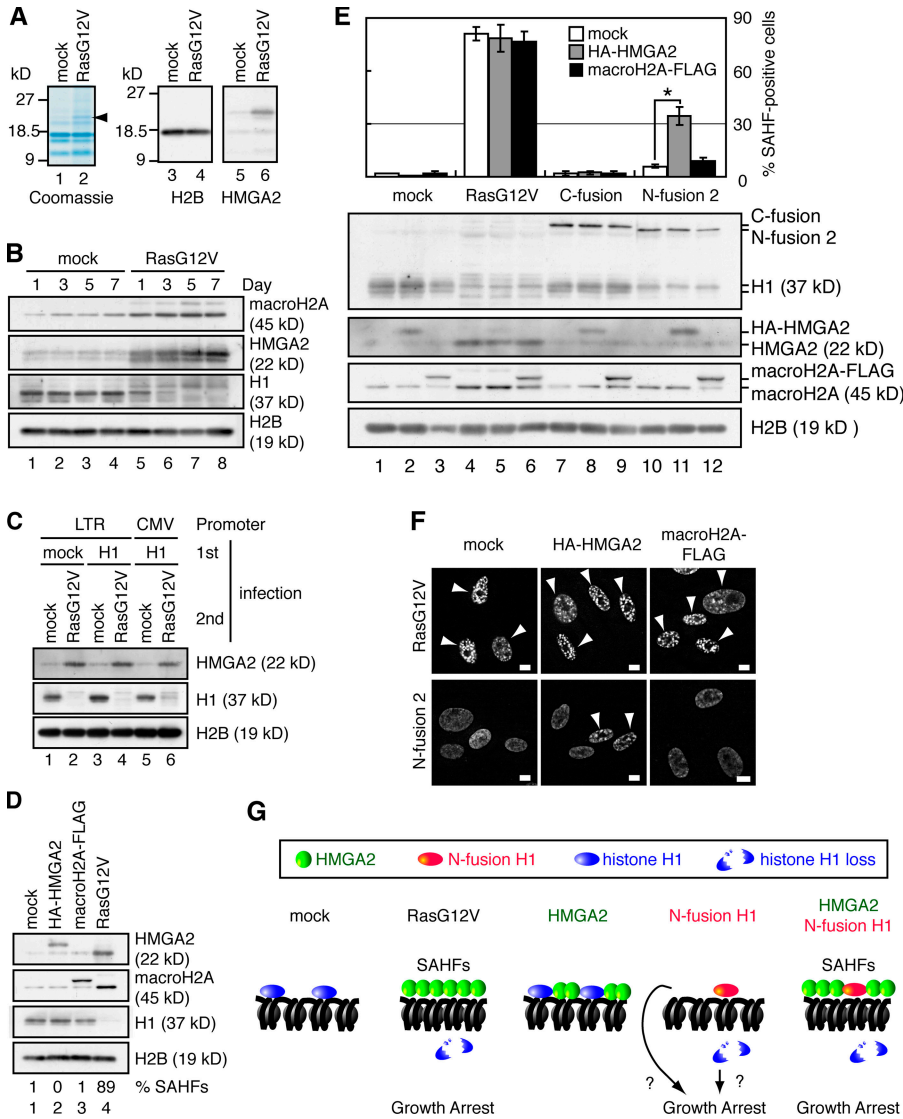 A
mock
RasG12V
kD
27
18.5
9
1 2
Coomassie
mock
RasG12V
mock
RasG12V
kD
27
18.5
9
3 4 5 6
H2B HMGA2
B
mock RasG12V
1 3 5 7 1 3 5 7 Day
macroH2A
(45 kD)
HMGA2
(22 kD)
H1
(37 kD)
H2B
(19 kD)
1 2 3 4 5 6 7 8
C
LTR CMV Promoter
mock H1 H1 1st
infection
mock RasG12V mock RasG12V mock RasG12V 2nd
HMGA2 (22 kD)
H1 (37 kD)
H2B (19 kD)
1 2 3 4 5 6
D
mock
HA-HMGA2
macroH2A-FLAG
RasG12V
HMGA2
(22 kD)
macroH2A
(45 kD)
H1 (37 kD)
H2B (19 kD)
1 0 1 89 % SAHFs
1 2 3 4
E
mock
HA-HMGA2
macroH2A-FLAG
*
90
60
30
0
% SAHF-positive cells
mock RasG12V C-fusion N-fusion 2
C-fusion
N-fusion 2
H1 (37 kD)
HA-HMGA2
HMGA2 (22 kD)
macroH2A-FLAG
macroH2A (45 kD)
H2B (19 kD )
1 2 3 4 5 6 7 8 9 10 11 12
F
mock HA-HMGA2 macroH2A-
FLAG
RasG12V
N-fusion 2
G
HMGA2 N-fusion H1 histone H1 histone H1 loss
mock RasG12V HMGA2 N-fusion H1 HMGA2
N-fusion H1
SAHFs SAHFs
? ?
Growth Arrest Growth Arrest Growth Arrest